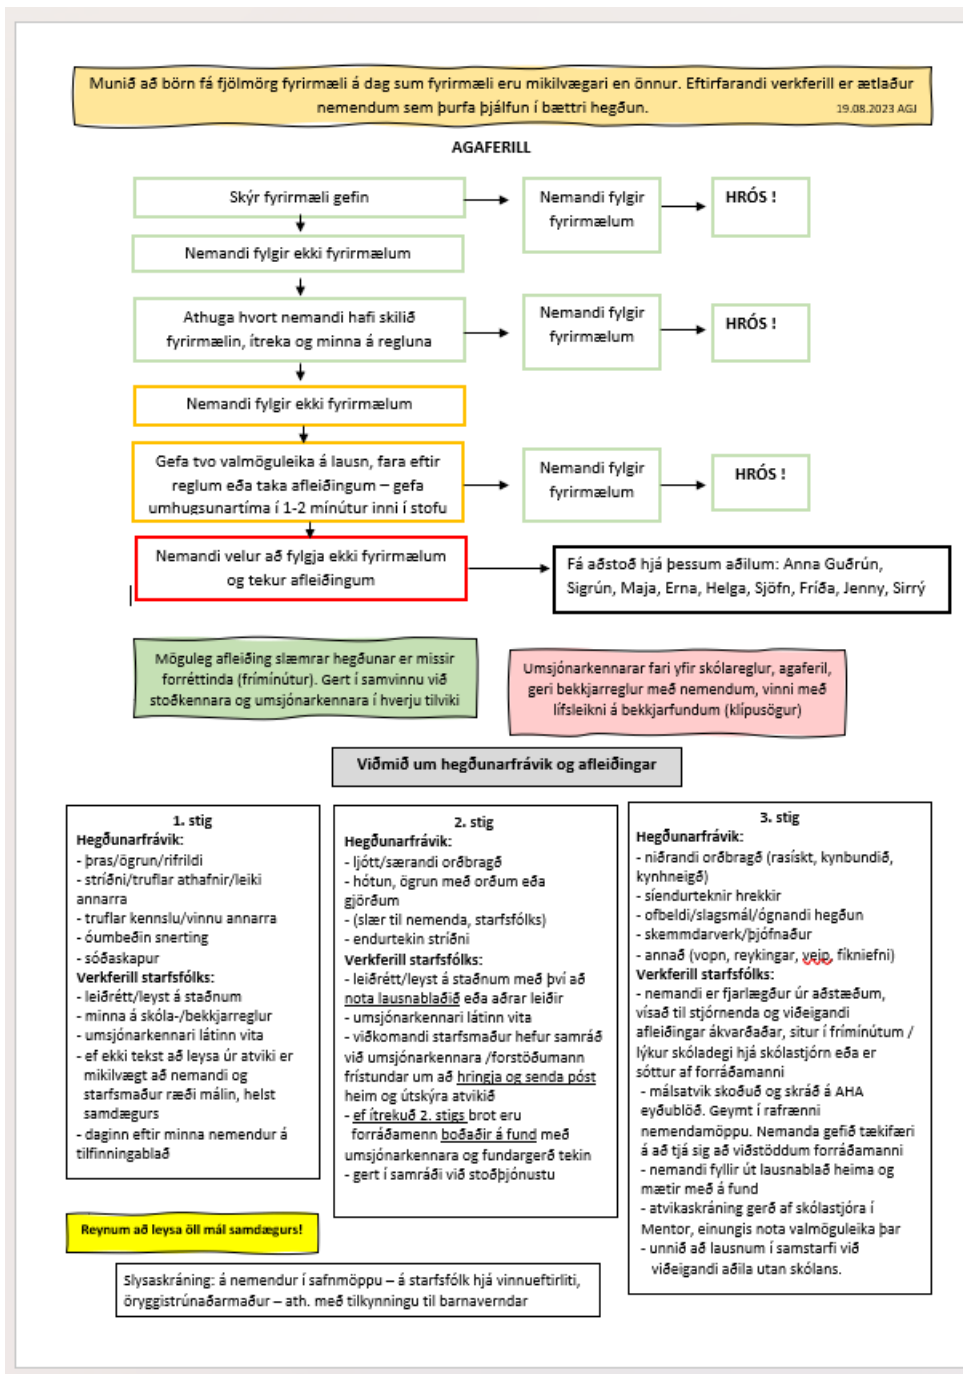 Munið að börn fá fjölmörg fyrirmæli á dag sum fyrirmæli eru mikilvægari en önnur. Eftirfarandi verkferill er ætlaður
nemendum sem þurfa þjálfun í bættri hegðun. 19.08.2023 AGJ
AGAFERILL
Skýr fyrirmæli gefin
Nemandi fylgir
fyrirmælum
HRÓS !
Nemandi fylgir ekki fyrirmælum
Athuga hvort nemandi hafi skilið
fyrirmælin, ítreka og minna á regluna
Nemandi fylgir
fyrirmælum
HRÓS !
Nemandi fylgir ekki fyrirmælum
Gefa tvo valmöguleika á lausn, fara eftir
reglum eða taka afleiðingum – gefa
umhugsunartíma í 1-2 mínútur inni í stofu
Nemandi fylgir
fyrirmælum
HRÓS !
Nemandi velur að fylgja ekki fyrirmælum
og tekur afleiðingum
Fá aðstoð hjá þessum aðilum: Anna Guðrún,
Sigrún, Maja, Erna, Helga, Sjöfn, Fríða, Jenny, Sirrý
Möguleg afleiðing slæmrar hegðunar er missir
forréttinda (frímínútur). Gert í samvinnu við
stoðkennara og umsjónarkennara í hverju tilviki
Umsjónarkennarar fari yfir skólareglur, agaferil,
geri bekkjarreglur með nemendum, vinni með
lífsleikni á bekkjarfundum (klípusögur)
Viðmið um hegðunarfrávik og afleiðingar
1. stig
Hegðunarfrávik:
- þras/ögrun/rifrildi
- stríðni/truflar athafnir/leiki
annarra
- truflar kennslu/vinnu annarra
- óumbeðin snerting
- sóðaskapur
Verkferill starfsfólks:
- leiðrétt/leyst á staðnum
- minna á skóla-/bekkjarreglur
- umsjónarkennari látinn vita
- ef ekki tekst að leysa úr atviki er
mikilvægt að nemandi og
starfsmaður ræði málin, helst
samdægurs
- daginn eftir minna nemendur á
tilfinningablað
2. stig
Hegðunarfrávik:
- ljótt/særandi orðbragð
- hótun, ögrun með orðum eða
gjörðum
- (slær til nemenda, starfsfólks)
- endurtekin stríðni
Verkferill starfsfólks:
- leiðrétt/leyst á staðnum með því að
nota lausnablaðið eða aðrar leiðir
- umsjónarkennari látinn vita
- viðkomandi starfsmaður hefur samráð
við umsjónarkennara /forstöðumann
frístundar um að hringja og senda póst
heim og útskýra atvikið
- ef ítrekuð 2. stigs brot eru
forráðamenn boðaðir á fund með
umsjónarkennara og fundargerð tekin
- gert í samráði við stoðþjónustu
3. stig
Hegðunarfrávik:
- niðrandi orðbragð (rasískt, kynbundið,
kynhneigð)
- síendurteknir hrekkir
- ofbeldi/slagsmál/ógnandi hegðun
- skemmdarverk/þjófnaður
- annað (vopn, reykingar, veip, fíkniefni)
Verkferill starfsfólks:
- nemandi er fjarlægður úr aðstæðum,
vísað til stjórnenda og viðeigandi
afleiðingar ákvarðaðar, situr í frímínútum /
lýkur skóladegi hjá skólastjórn eða er
sóttur af forráðamanni
- málsatvik skoðuð og skráð á AHA
eyðublöð. Geymt í rafrænni
nemendamöppu. Nemanda gefið tækifæri
á að tjá sig að viðstöddum forráðamanni
- nemandi fyllir út lausnablað heima og
mætir með á fund
- atvikaskráning gerð af skólastjóra í
Mentor, einungis nota valmöguleika þar
- unnið að lausnum í samstarfi við
viðeigandi aðila utan skólans.
Reynum að leysa öll mál samdægurs!
Slysaskráning: á nemendur í safnmöppu – á starfsfólk hjá vinnueftirliti,
öryggistrúnaðarmaður – ath. með tilkynningu til barnaverndar